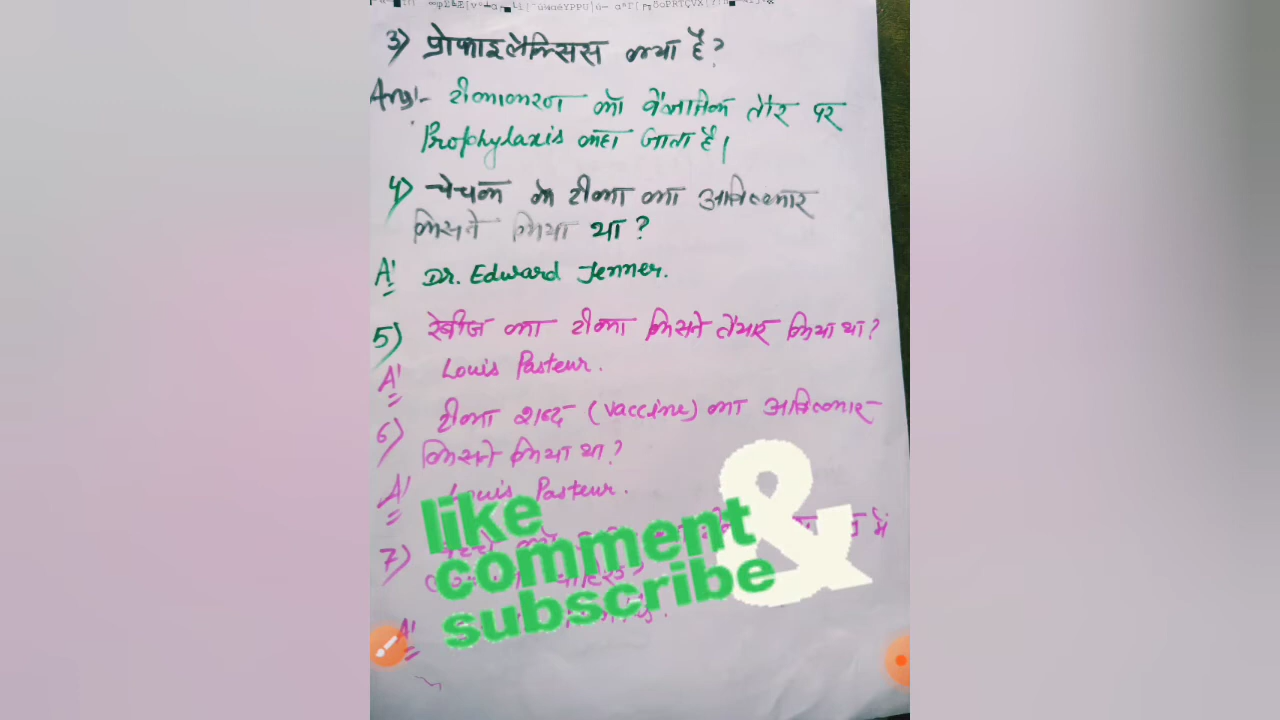 3) प्रोफाइलैक्सिस क्या है?
Ans:- टीकाकरण को वैज्ञानिक तौर पर
Prophylaxis कहा जाता है।
4) चेचक के टीका का आविष्कार
किसने किया था?
A' Dr. Edward Jenner.
5) रेबीज का टीका किसने तैयार किया था?
A' Louis Pasteur.
6) टीका शब्द (vaccine) का आविष्कार
किसने किया था?
A' Louis Pasteur.
7) में
A'
like
comment &
subscribe